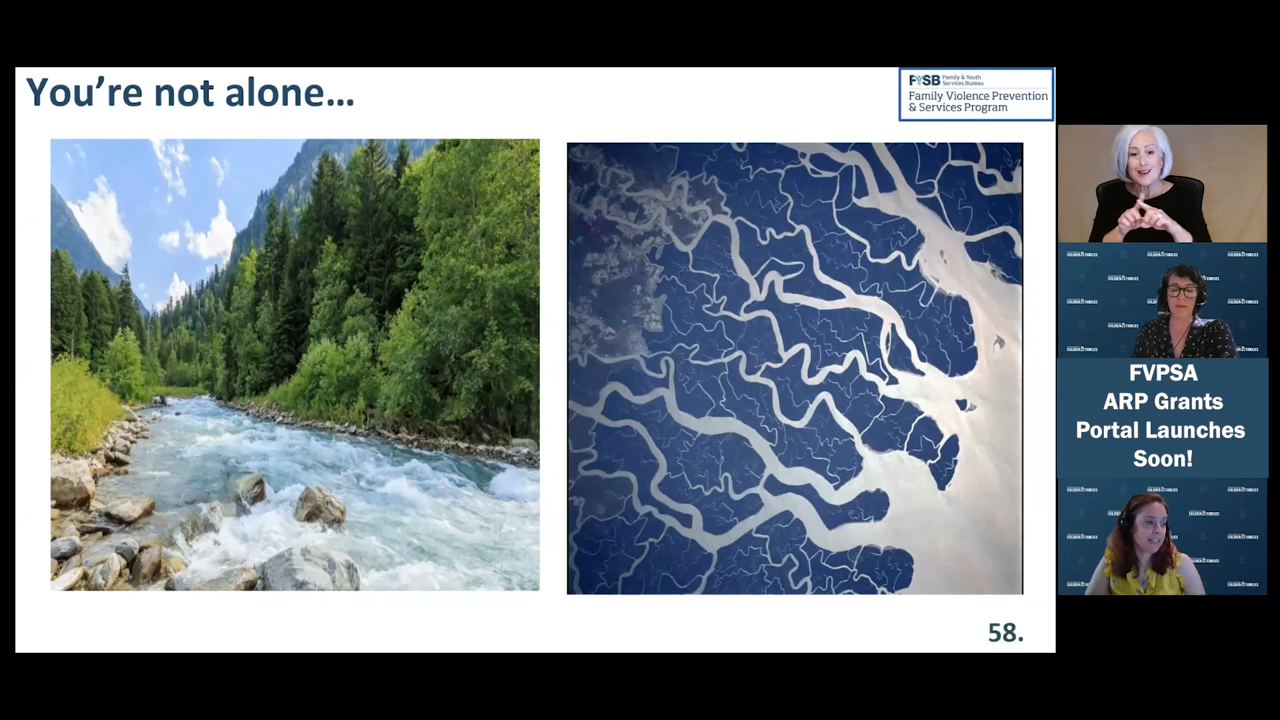 You're not alone...
FYSB Family & Youth
Services Bureau
Family Violence Prevention
& Services Program
58.
FVPSA
ARP Grants
Portal Launches
Soon!